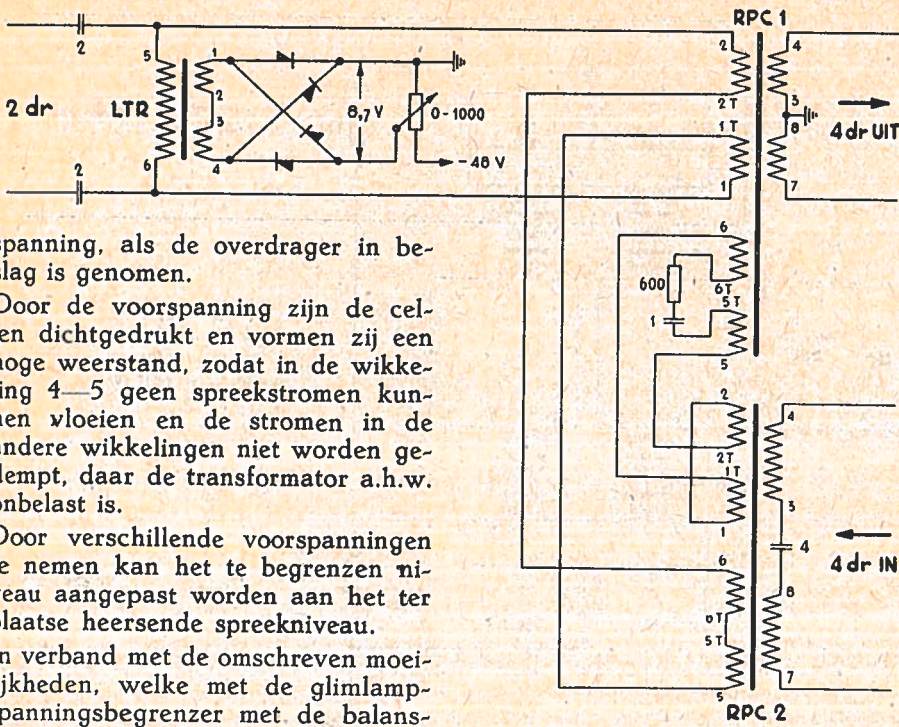 RPC 1
2
5
1
2
4
2 dr
LTR
2
3
8,7 V
0-1000
2T
3
4 dr UIT
1T
8
6
4
-48 V
2
1
7
spanning, als de overdrager in be-
slag is genomen.
Door de voorspanning zijn de cel-
en dichtgedrukt en vormen zij een
hoge weerstand, zodat in de wikke-
ing 4—5 geen spreekstromen kun-
nen vloeien en de stromen in de
andere wikkelingen niet worden ge-
dempt, daar de transformator a.h.w.
onbelast is.
Door verschillende voorspanningen
e nemen kan het te begrenzen ni-
veau aangepast worden aan het ter
plaatse heersende spreekniveau.
n verband met de omschreven moei-
ijkheden, welke met de glimlamp-
spanningsbegrenzer met de balans-
6
600
6T
5T
1
5
2
4
2T
1T
3
1
4
4 dr IN
6
8
6T
5T
5
7
RPC 2